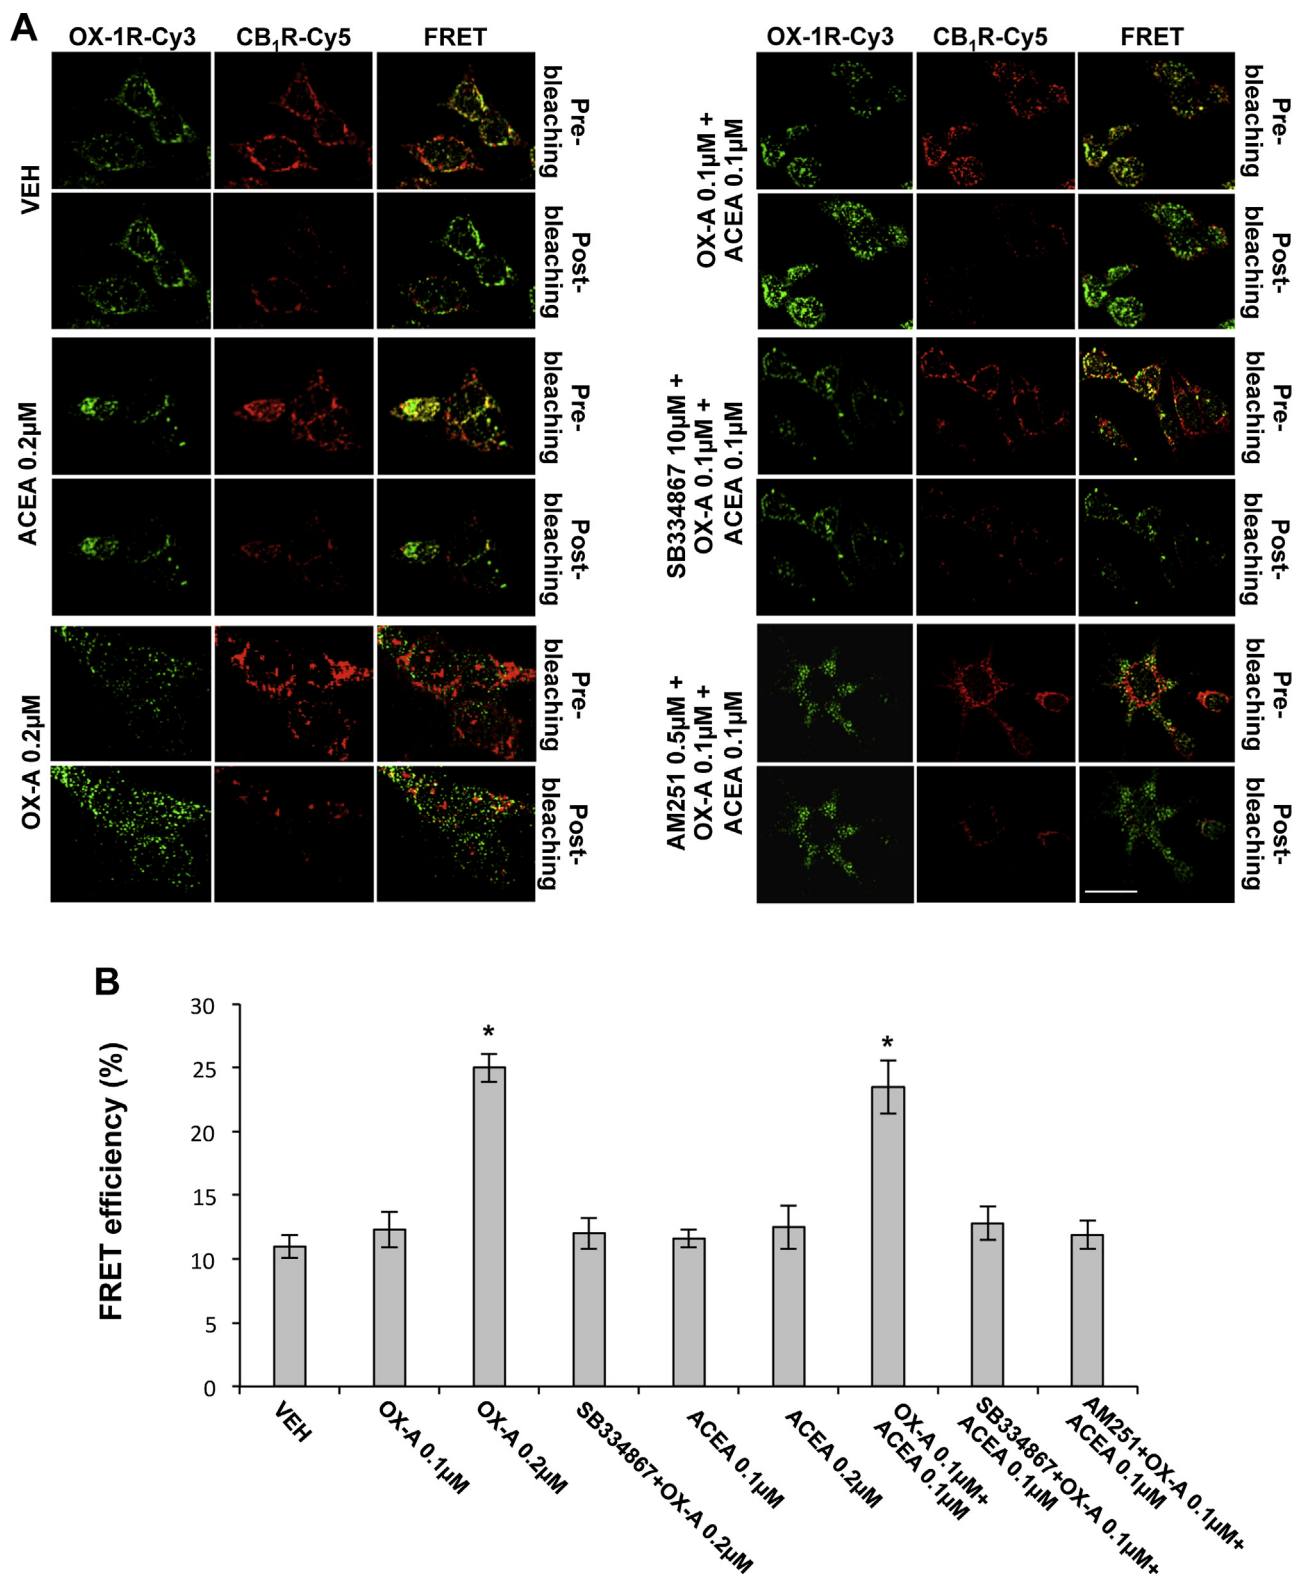 A
OX-1R-Cy3 CB1R-Cy5 FRET
VEH
Pre-
bleaching
Post-
bleaching
ACEA 0.2µM
Pre-
bleaching
Post-
bleaching
OX-A 0.2µM
Pre-
bleaching
Post-
bleaching
OX-1R-Cy3 CB1R-Cy5 FRET
OX-A 0.1µM +
ACEA 0.1µM
Pre-
bleaching
Post-
bleaching
SB334867 10µM +
OX-A 0.1µM +
ACEA 0.1µM
Pre-
bleaching
Post-
bleaching
AM251 0.5µM +
OX-A 0.1µM +
ACEA 0.1µM
Pre-
bleaching
Post-
bleaching
B
FRET efficiency (%)
30
25
20
15
10
5
0
*
*
VEH
OX-A 0.1µM
OX-A 0.2µM
SB334867+OX-A 0.2µM
ACEA 0.1µM
ACEA 0.2µM
OX-A 0.1µM+
ACEA 0.1µM
SB334867+OX-A 0.1µM+
ACEA 0.1µM
AM251+OX-A 0.1µM+
ACEA 0.1µM